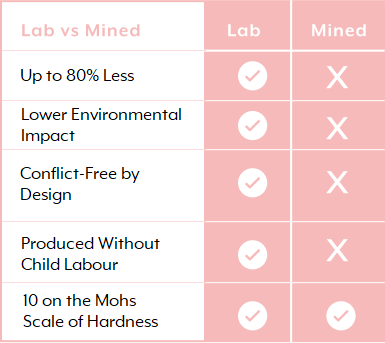 Lab vs Mined Lab Mined
Up to 80% Less X
Lower Environmental
Impact X
Conflict-Free by
Design X
Produced Without
Child Labour X
10 on the Mohs
Scale of Hardness